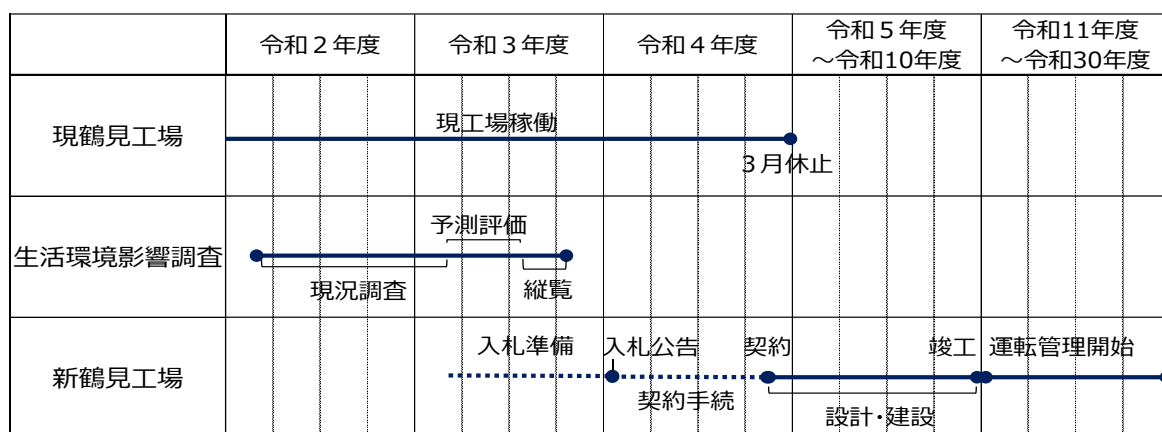 令和２年度
令和３年度
令和４年度
令和５年度
～令和10年度
令和11年度
～令和30年度
現鶴見工場
現工場稼働
３月休止
生活環境影響調査
予測評価
現況調査
縦覧
新鶴見工場
入札準備
入札公告
契約
竣工
運転管理開始
契約手続
設計・建設